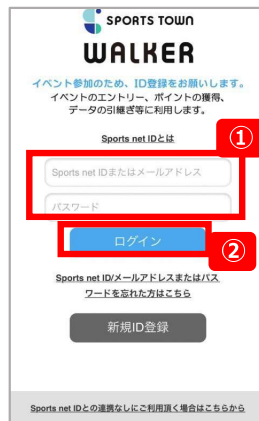 SPORTS TOWN
WALKER
イベント参加のため、ID登録をお願いします。
イベントのエントリー、ポイントの獲得、
データの引継ぎ等に利用します。
Sports net IDとは
①
Sports net IDまたはメールアドレス
パスワード
ログイン
②
Sports net ID/メールアドレスまたはパス
ワードを忘れた方はこちら
新規ID登録
Sports net IDとの連携なしにご利用頂く場合はこちらから